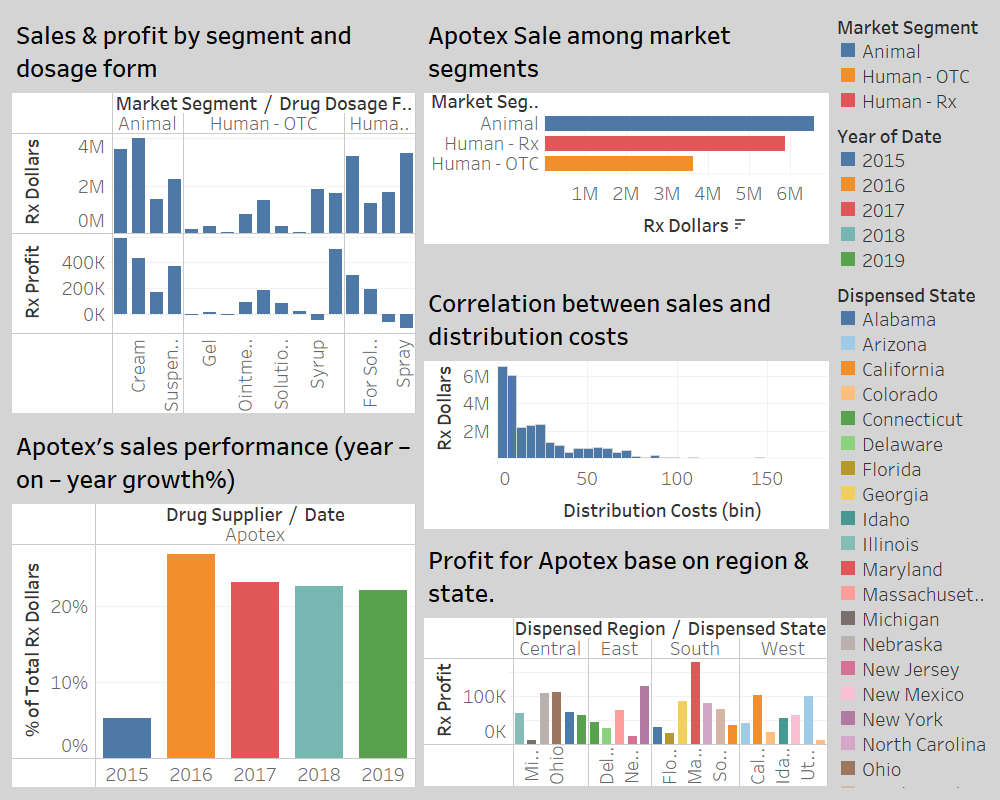 Sales & profit by segment and
dosage form
Market Segment / Drug Dosage F..
Animal
Human - OTC
Huma..
Rx Dollars
4M
2M
0M
Rx Profit
400K
200K
0K
Cream
Suspen..
Gel
Ointme..
Solutio..
Syrup
For Sol..
Spray
Apotex’s sales performance (year –
on – year growth%)
Drug Supplier / Date
Apotex
% of Total Rx Dollars
20%
10%
0%
2015
2016
2017
2018
2019
Apotex Sale among market
segments
Market Seg..
Animal
Human - Rx
Human - OTC
1M 2M 3M 4M 5M 6M
Rx Dollars
Correlation between sales and
distribution costs
Rx Dollars
6M
4M
2M
0 50 100 150
Distribution Costs (bin)
Profit for Apotex base on region &
state.
Dispensed Region / Dispensed State
Central
East
South
West
Rx Profit
100K
0K
Mi..
Ohio
Del..
Ne..
Flo..
Ma..
So..
Cal..
Ida..
Ut..
Market Segment
Animal
Human - OTC
Human - Rx
Year of Date
2015
2016
2017
2018
2019
Dispensed State
Alabama
Arizona
California
Colorado
Connecticut
Delaware
Florida
Georgia
Idaho
Illinois
Maryland
Massachuset..
Michigan
Nebraska
New Jersey
New Mexico
New York
North Carolina
Ohio